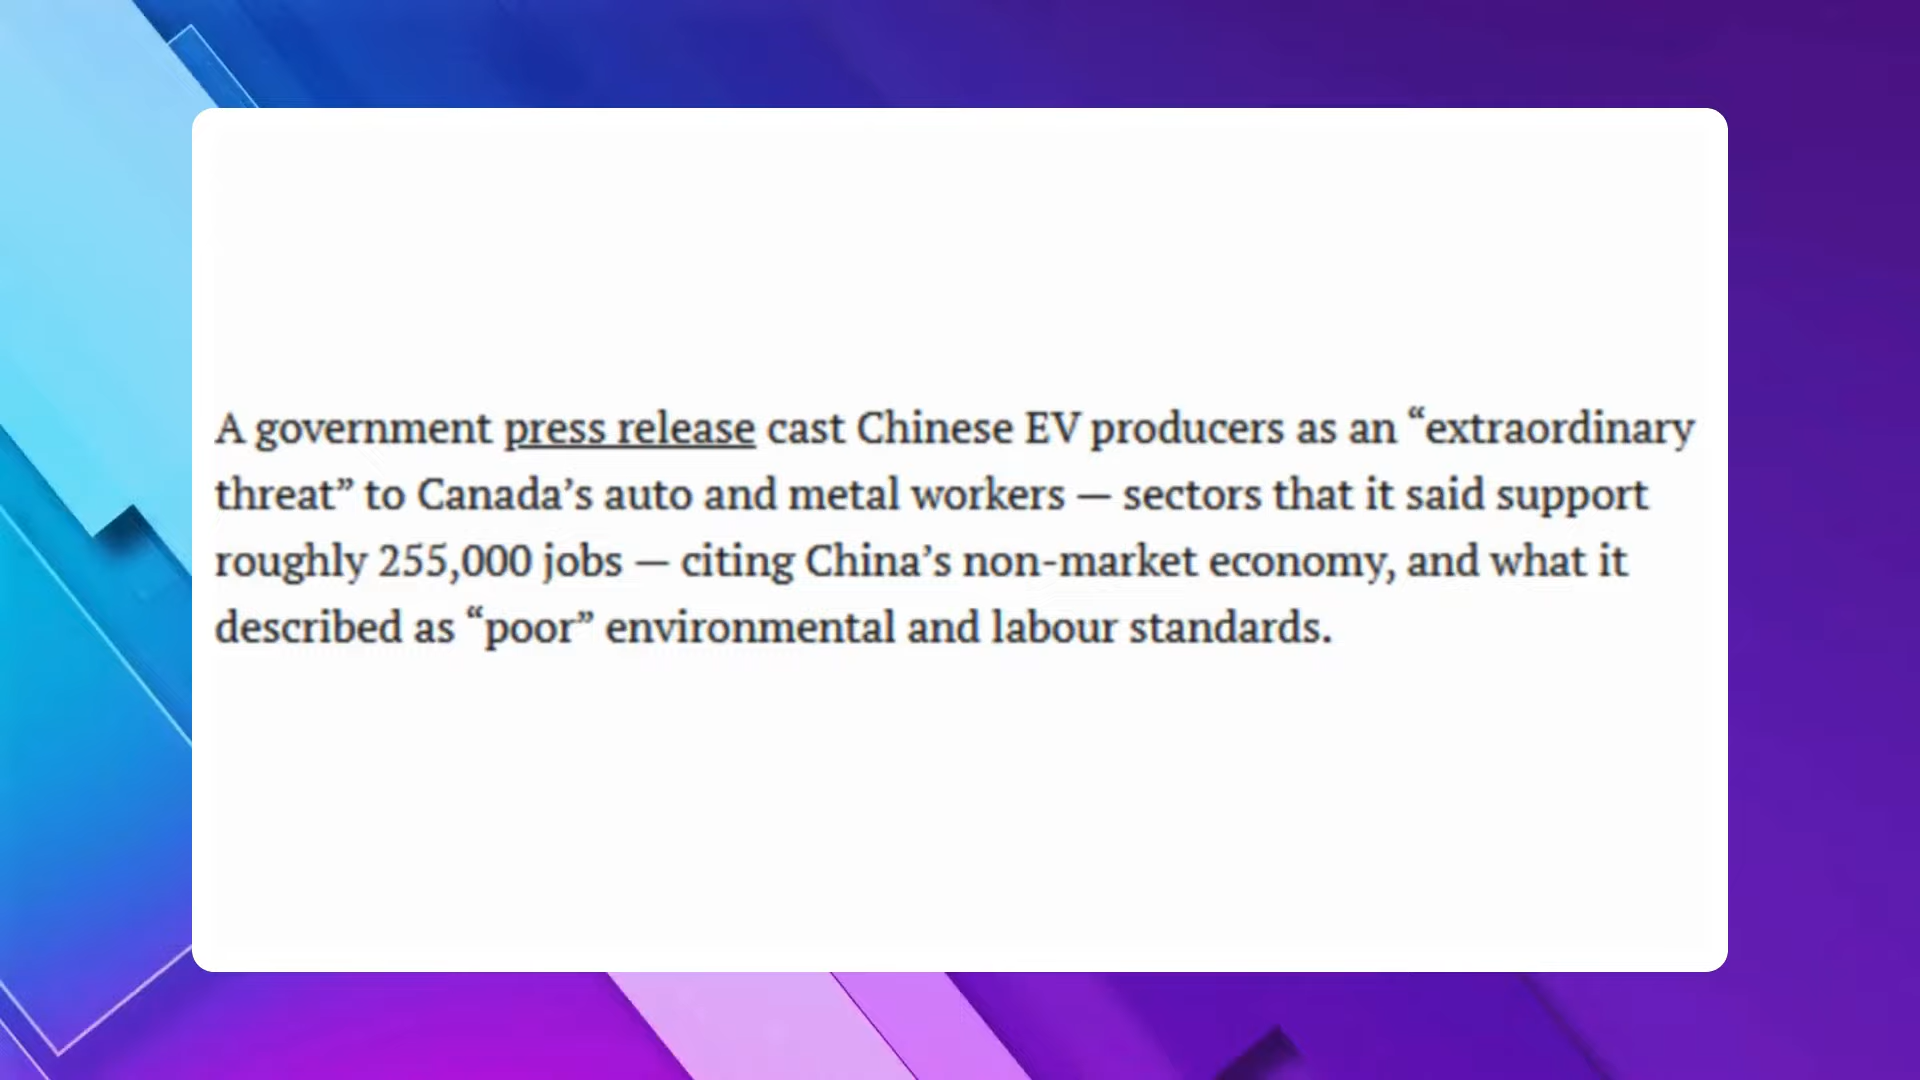 A government press release cast Chinese EV producers as an “extraordinary
threat” to Canada’s auto and metal workers — sectors that it said support
roughly 255,000 jobs — citing China’s non-market economy, and what it
described as “poor” environmental and labour standards.